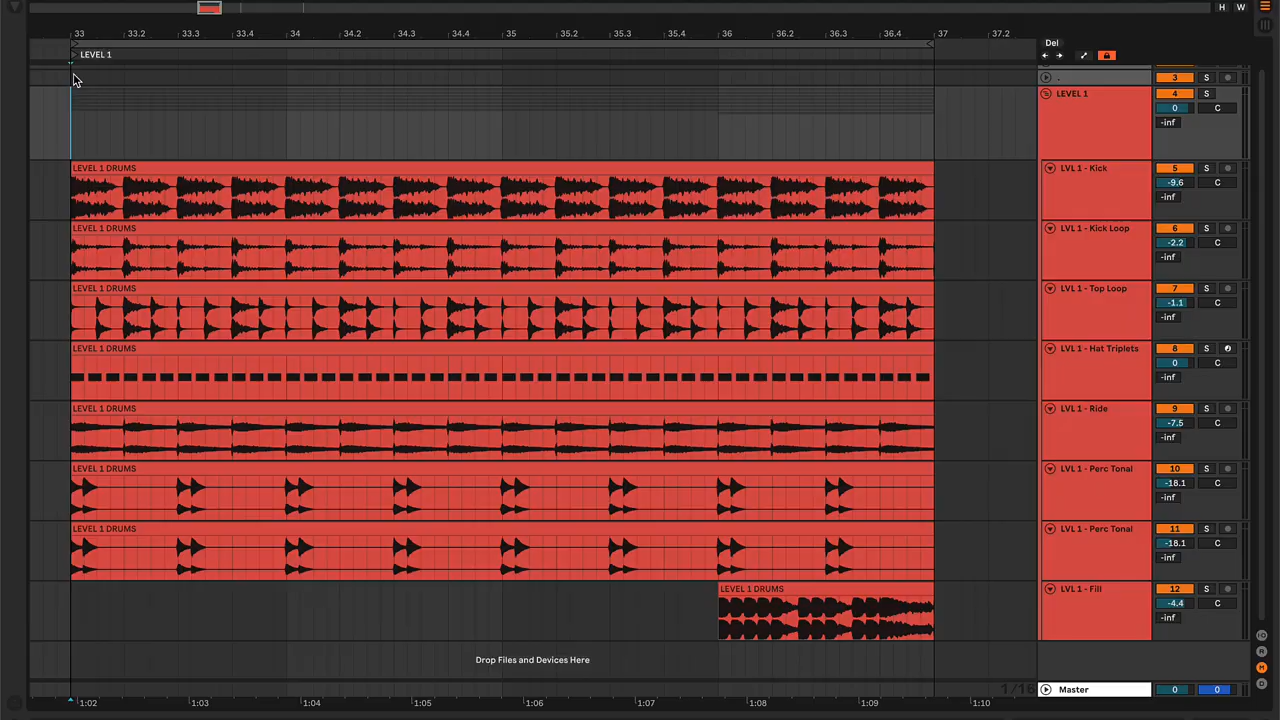 H W
33 33.2 33.3 33.4 34 34.2 34.3 34.4 35 35.2 35.3 35.4 36 36.2 36.3 36.4 37 37.2
Del
LEVEL 1
. 3 S
LEVEL 1 4 S
0 C
-inf
LEVEL 1 DRUMS LVL 1 - Kick 5 S
-9.6 C
-inf
LEVEL 1 DRUMS LVL 1 - Kick Loop 6 S
-2.2 C
-inf
LEVEL 1 DRUMS LVL 1 - Top Loop 7 S
-1.1 C
-inf
LEVEL 1 DRUMS LVL 1 - Hat Triplets 8 S
0 C
-inf
LEVEL 1 DRUMS LVL 1 - Ride 9 S
-7.5 C
-inf
LEVEL 1 DRUMS LVL 1 - Perc Tonal 10 S
-18.1 C
-inf
LEVEL 1 DRUMS LVL 1 - Perc Tonal 11 S
-18.1 C
-inf
LEVEL 1 DRUMS LVL 1 - Fill 12 S
-4.4 C
-inf
IO
R
M
D
Drop Files and Devices Here
1/16 Master 0 0
1:02 1:03 1:04 1:05 1:06 1:07 1:08 1:09 1:10